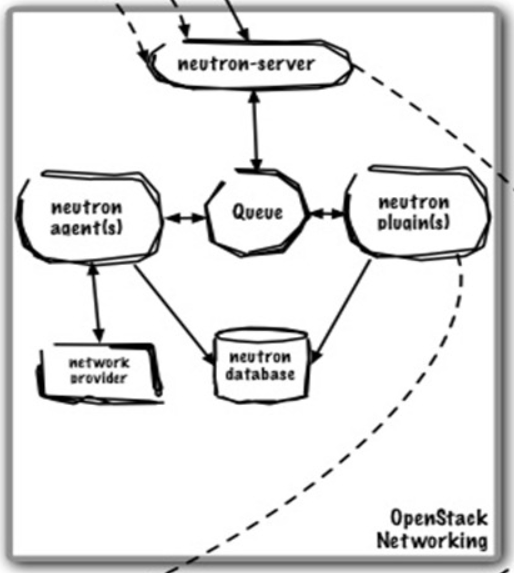 neutron-server
neutron
agent(s)
Queue
neutron
plugin(s)
network
provider
neutron
database
OpenStack
Networking